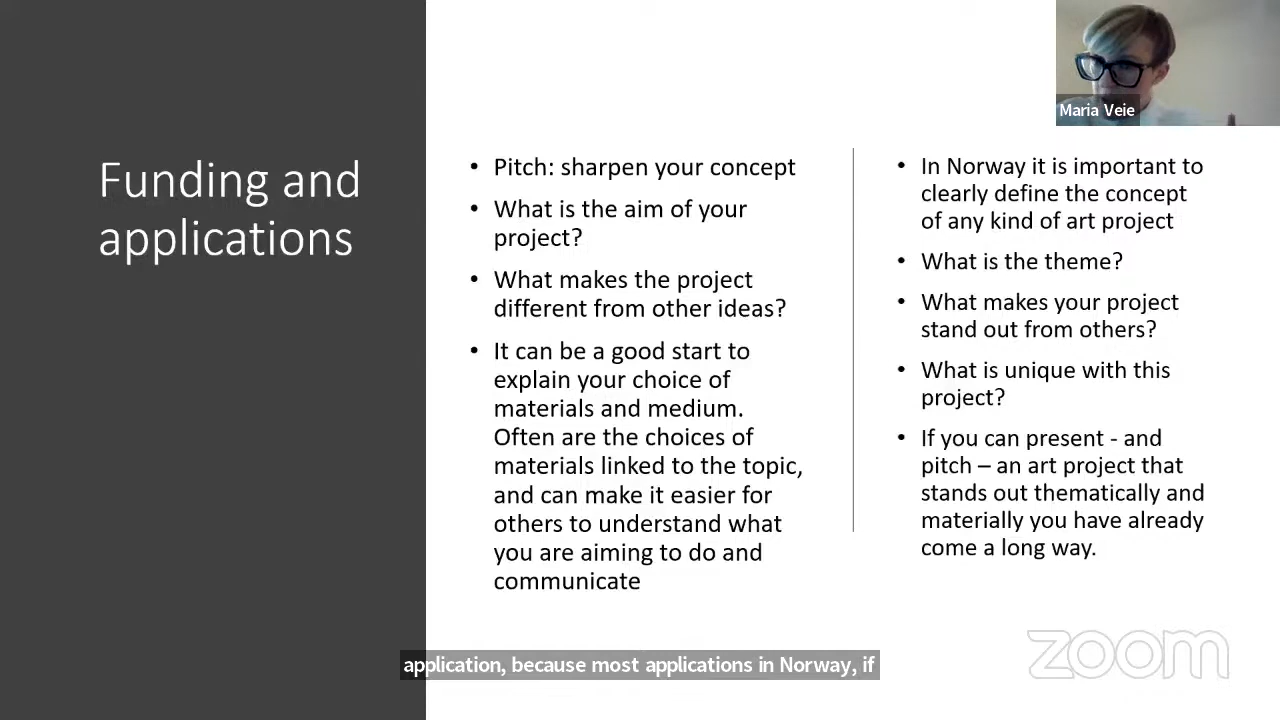 Maria Veie
Funding and
applications
• Pitch: sharpen your concept
• What is the aim of your
project?
• What makes the project
different from other ideas?
• It can be a good start to
explain your choice of
materials and medium.
Often are the choices of
materials linked to the topic,
and can make it easier for
others to understand what
you are aiming to do and
communicate
• In Norway it is important to
clearly define the concept
of any kind of art project
• What is the theme?
• What makes your project
stand out from others?
• What is unique with this
project?
• If you can present - and
pitch – an art project that
stands out thematically and
materially you have already
come a long way.
application, because most applications in Norway, if
zoom